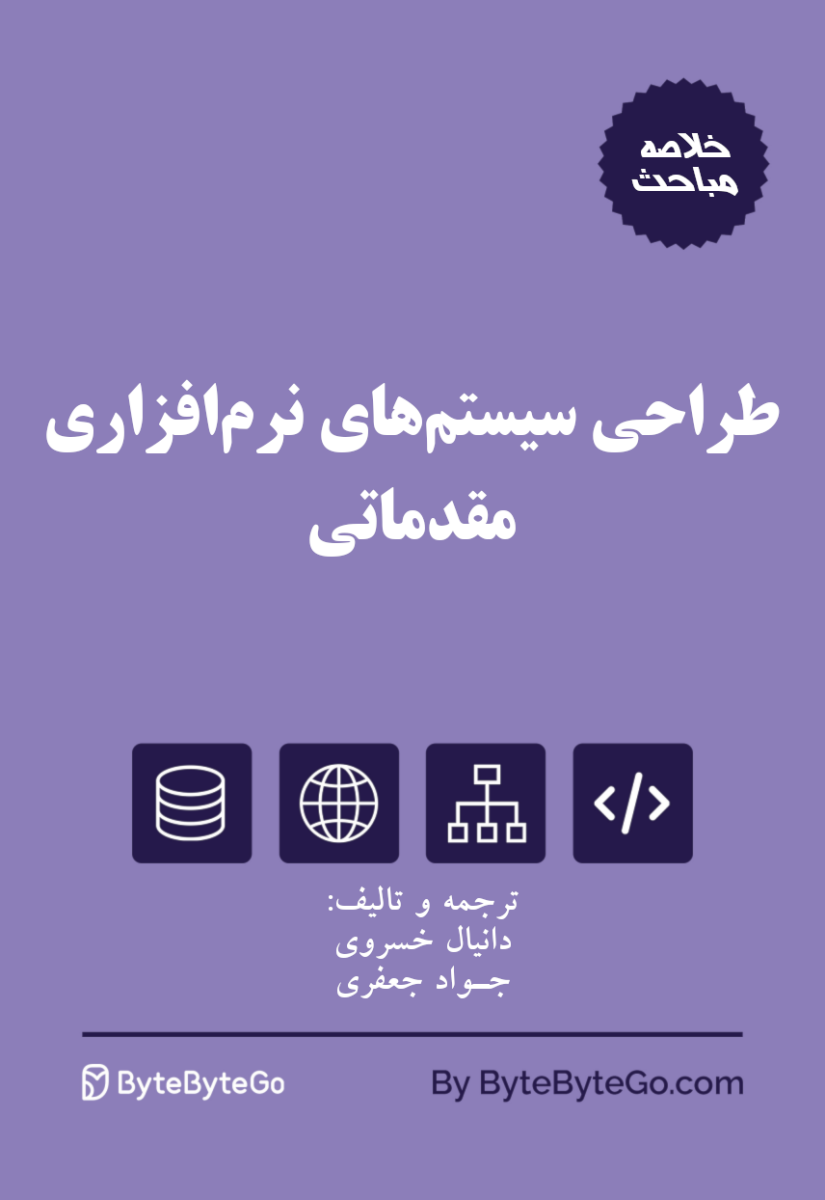 خلاصه
مباحث
طراحی سیستم‌های نرم‌افزاری
مقدماتی
ترجمه و تالیف:
دانیال خسروی
جـواد جعفری
ByteByteGo
By ByteByteGo.com